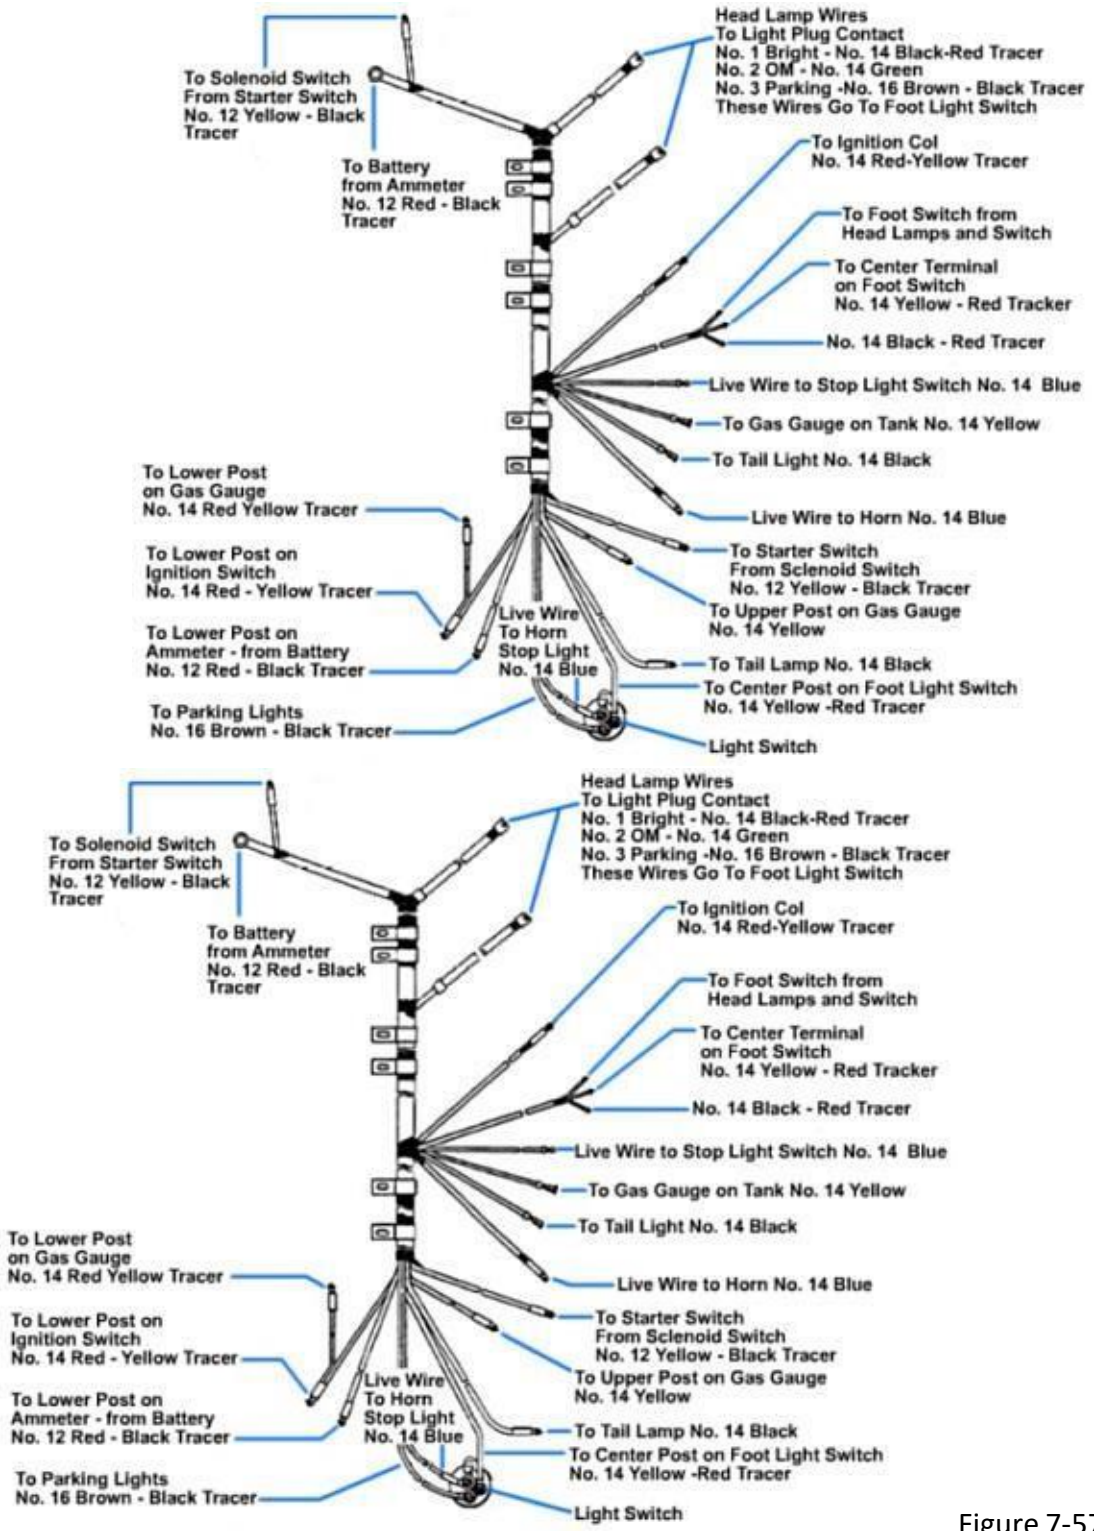 Head Lamp Wires
To Light Plug Contact
No. 1 Bright - No. 14 Black-Red Tracer
No. 2 OM - No. 14 Green
No. 3 Parking -No. 16 Brown - Black Tracer
These Wires Go To Foot Light Switch
To Solenoid Switch
From Starter Switch
No. 12 Yellow - Black
Tracer
To Battery
from Ammeter
No. 12 Red - Black
Tracer
To Ignition Col
No. 14 Red-Yellow Tracer
To Foot Switch from
Head Lamps and Switch
To Center Terminal
on Foot Switch
No. 14 Yellow - Red Tracker
No. 14 Black - Red Tracer
Live Wire to Stop Light Switch No. 14 Blue
To Gas Gauge on Tank No. 14 Yellow
To Tail Light No. 14 Black
Live Wire to Horn No. 14 Blue
To Lower Post
on Gas Gauge
No. 14 Red Yellow Tracer
To Lower Post on
Ignition Switch
No. 14 Red - Yellow Tracer
To Lower Post on
Ammeter - from Battery
No. 12 Red - Black Tracer
To Parking Lights
No. 16 Brown - Black Tracer
Live Wire
To Horn
Stop Light
No. 14 Blue
To Starter Switch
From Sclenoid Switch
No. 12 Yellow - Black Tracer
To Upper Post on Gas Gauge
No. 14 Yellow
To Tail Lamp No. 14 Black
To Center Post on Foot Light Switch
No. 14 Yellow -Red Tracer
Light Switch
Head Lamp Wires
To Light Plug Contact
No. 1 Bright - No. 14 Black-Red Tracer
No. 2 OM - No. 14 Green
No. 3 Parking -No. 16 Brown - Black Tracer
These Wires Go To Foot Light Switch
To Solenoid Switch
From Starter Switch
No. 12 Yellow - Black
Tracer
To Battery
from Ammeter
No. 12 Red - Black
Tracer
To Ignition Col
No. 14 Red-Yellow Tracer
To Foot Switch from
Head Lamps and Switch
To Center Terminal
on Foot Switch
No. 14 Yellow - Red Tracker
No. 14 Black - Red Tracer
Live Wire to Stop Light Switch No. 14 Blue
To Gas Gauge on Tank No. 14 Yellow
To Tail Light No. 14 Black
Live Wire to Horn No. 14 Blue
To Lower Post
on Gas Gauge
No. 14 Red Yellow Tracer
To Lower Post on
Ignition Switch
No. 14 Red - Yellow Tracer
To Lower Post on
Ammeter - from Battery
No. 12 Red - Black Tracer
To Parking Lights
No. 16 Brown - Black Tracer
Live Wire
To Horn
Stop Light
No. 14 Blue
To Starter Switch
From Sclenoid Switch
No. 12 Yellow - Black Tracer
To Upper Post on Gas Gauge
No. 14 Yellow
To Tail Lamp No. 14 Black
To Center Post on Foot Light Switch
No. 14 Yellow -Red Tracer
Light Switch
Figure 7-57